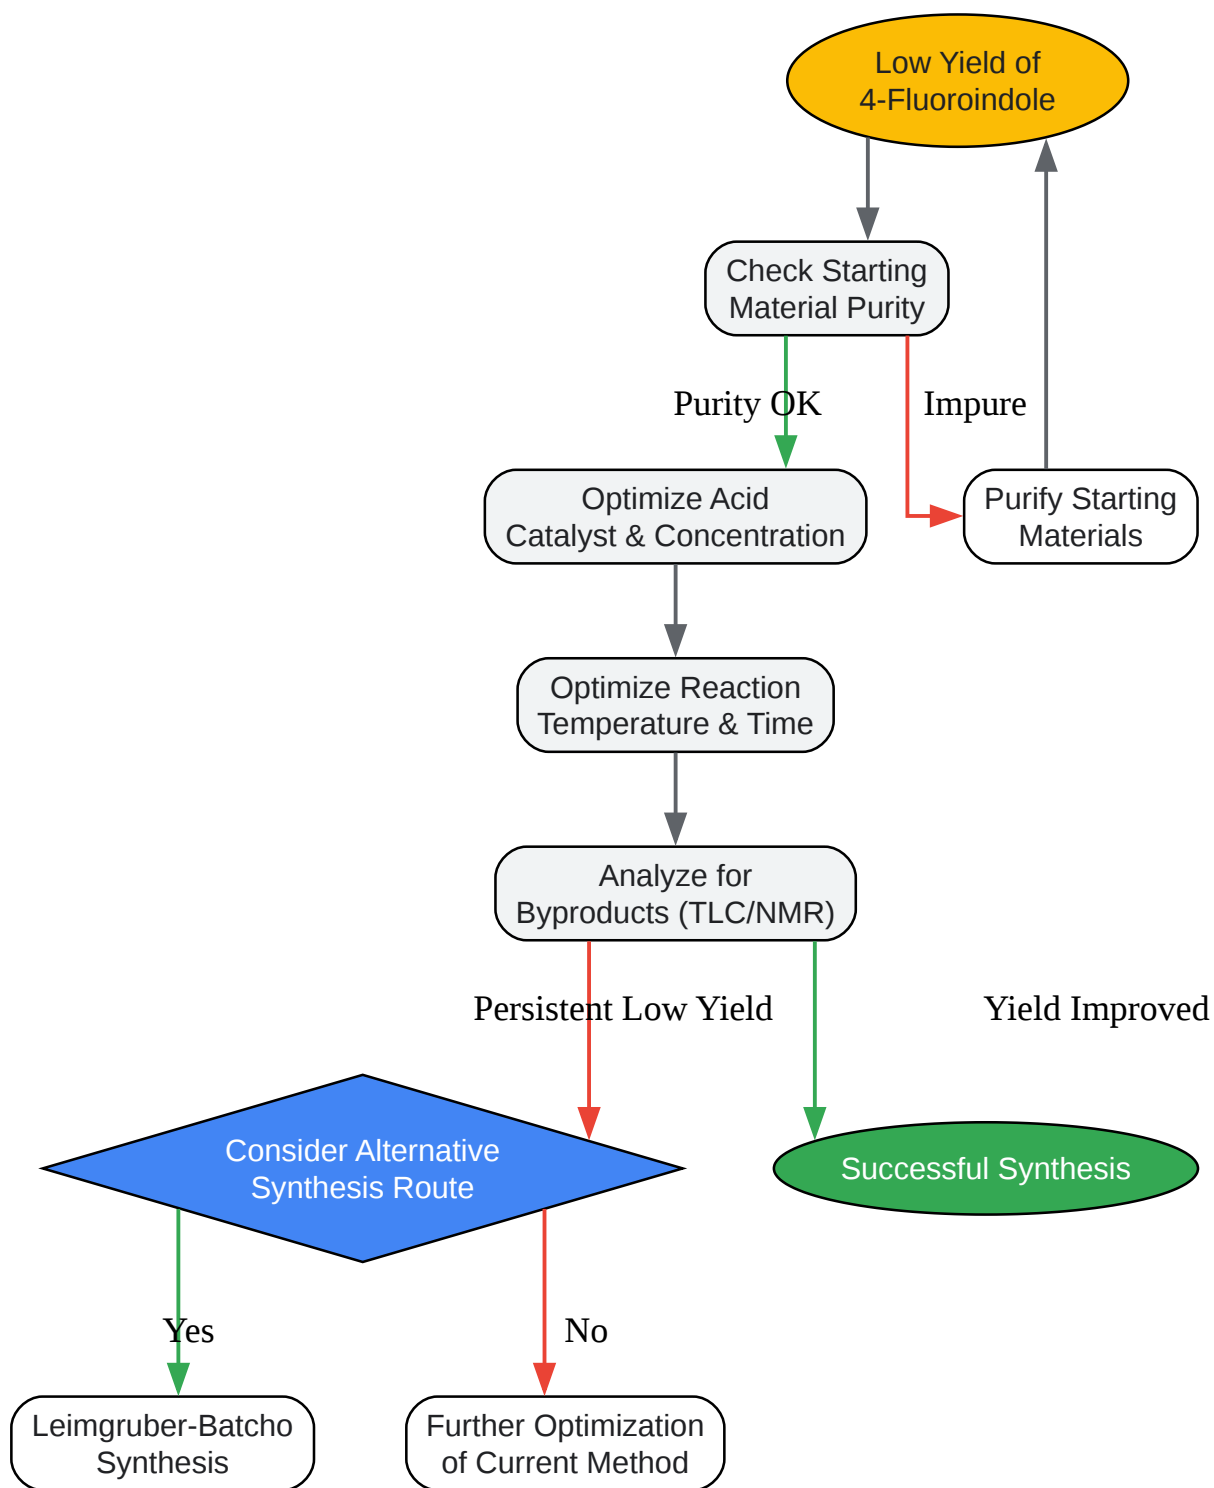 Low Yield of
4-Fluoroindole
Check Starting
Material Purity
Purity OK
Impure
Optimize Acid
Catalyst & Concentration
Purify Starting
Materials
Optimize Reaction
Temperature & Time
Analyze for
Byproducts (TLC/NMR)
Persistent Low Yield
Yield Improved
Consider Alternative
Synthesis Route
Successful Synthesis
Yes
No
Leimgruber-Batcho
Synthesis
Further Optimization
of Current Method